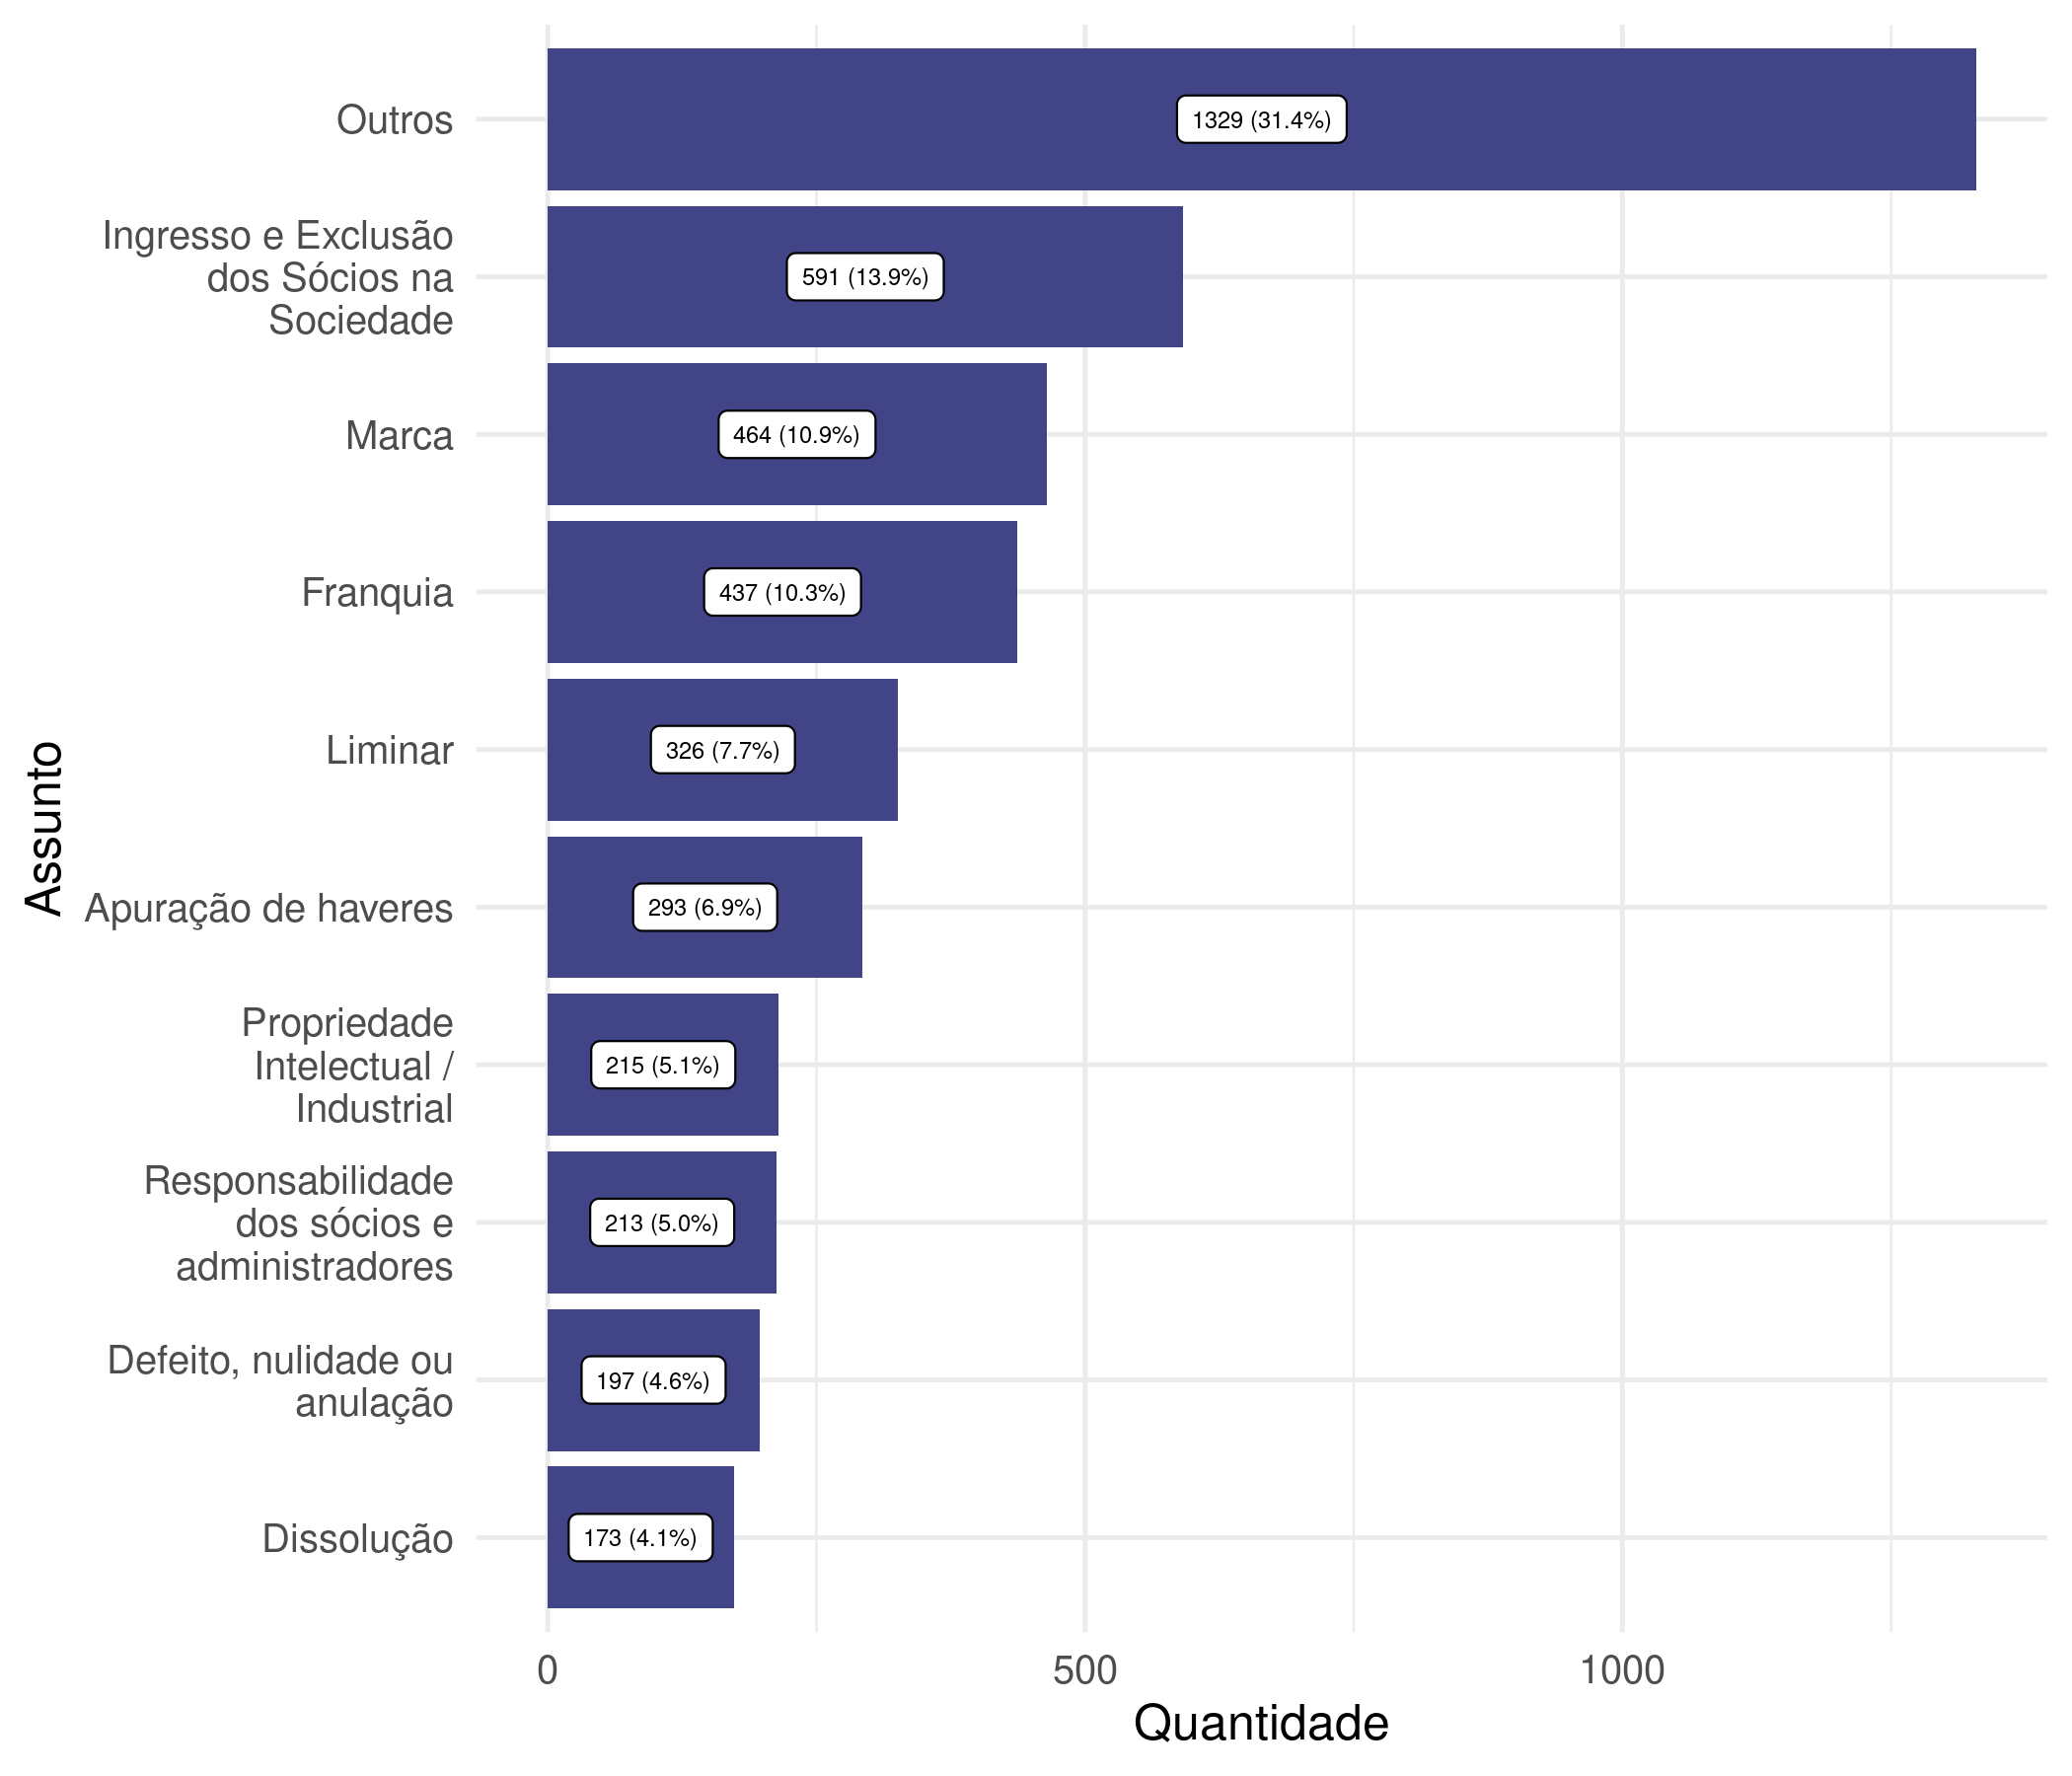 Outros
1329 (31.4%)
Ingresso e Exclusão
dos Sócios na
Sociedade
591 (13.9%)
Marca
464 (10.9%)
Franquia
437 (10.3%)
Liminar
326 (7.7%)
Apuração de haveres
293 (6.9%)
Propriedade
Intelectual /
Industrial
215 (5.1%)
Responsabilidade
dos sócios e
administradores
213 (5.0%)
Defeito, nulidade ou
anulação
197 (4.6%)
Dissolução
173 (4.1%)
Assunto
0 500 1000
Quantidade